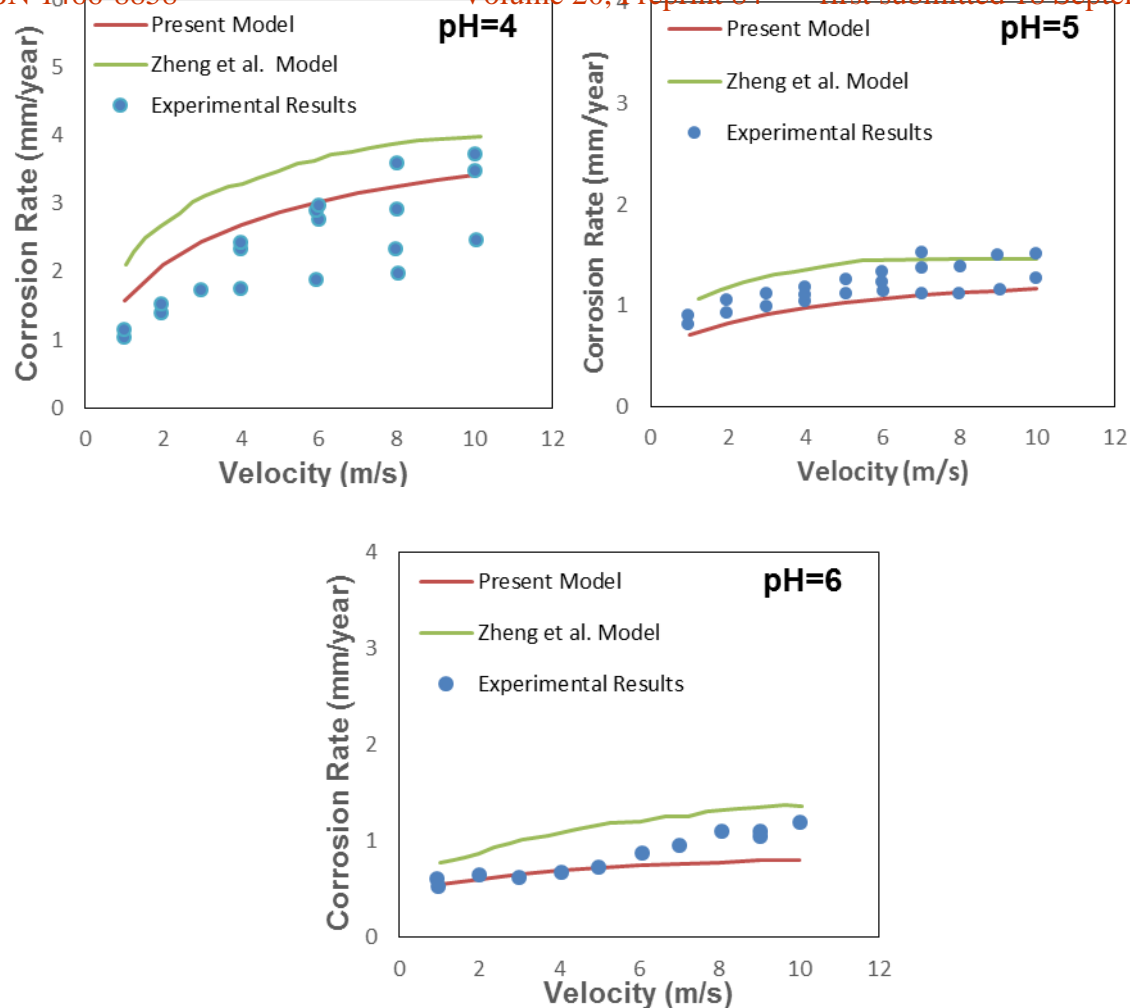 Present Model
pH=4
Zheng et al. Model
Experimental Results
Corrosion Rate (mm/year)
5
4
3
2
1
0
0 2 4 6 8 10 12
Velocity (m/s)
Present Model
pH=5
Zheng et al. Model
Experimental Results
Corrosion Rate (mm/year)
4
3
2
1
0
0 2 4 6 8 10 12
Velocity (m/s)
Present Model
pH=6
Zheng et al. Model
Experimental Results
Corrosion Rate (mm/year)
4
3
2
1
0
0 2 4 6 8 10 12
Velocity (m/s)